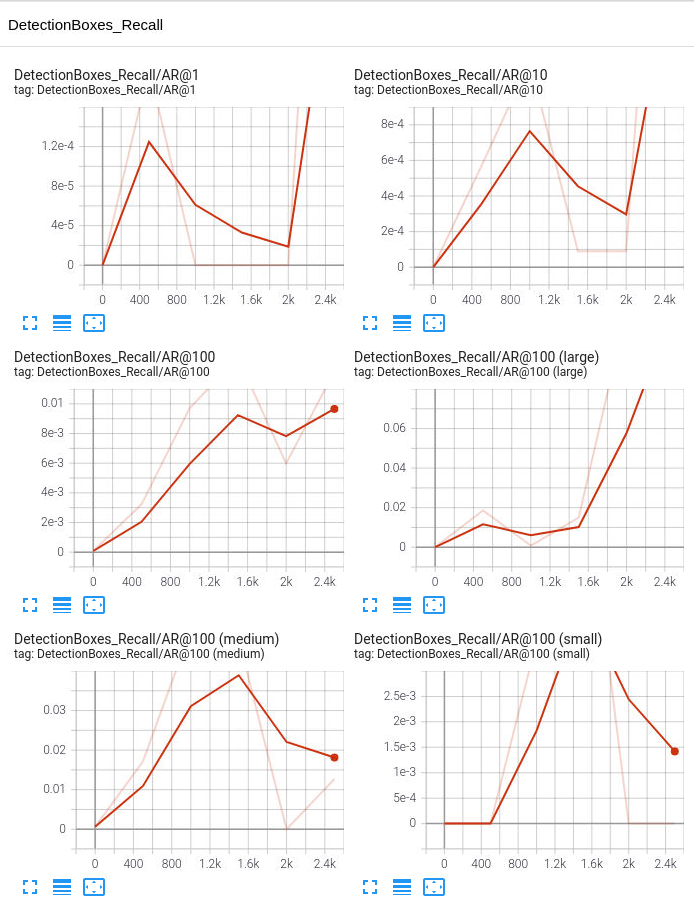 DetectionBoxes_Recall
DetectionBoxes_Recall/AR@1
tag: DetectionBoxes_Recall/AR@1
1.2e-4
8e-5
4e-5
0
0 400 800 1.2k 1.6k 2k 2.4k
DetectionBoxes_Recall/AR@10
tag: DetectionBoxes_Recall/AR@10
8e-4
6e-4
4e-4
2e-4
0
0 400 800 1.2k 1.6k 2k 2.4k
DetectionBoxes_Recall/AR@100
tag: DetectionBoxes_Recall/AR@100
0.01
8e-3
6e-3
4e-3
2e-3
0
0 400 800 1.2k 1.6k 2k 2.4k
DetectionBoxes_Recall/AR@100 (large)
tag: DetectionBoxes_Recall/AR@100 (large)
0.06
0.04
0.02
0
0 400 800 1.2k 1.6k 2k 2.4k
DetectionBoxes_Recall/AR@100 (medium)
tag: DetectionBoxes_Recall/AR@100 (medium)
0.03
0.02
0.01
0
0 400 800 1.2k 1.6k 2k 2.4k
DetectionBoxes_Recall/AR@100 (small)
tag: DetectionBoxes_Recall/AR@100 (small)
2.5e-3
2e-3
1.5e-3
1e-3
5e-4
0
0 400 800 1.2k 1.6k 2k 2.4k